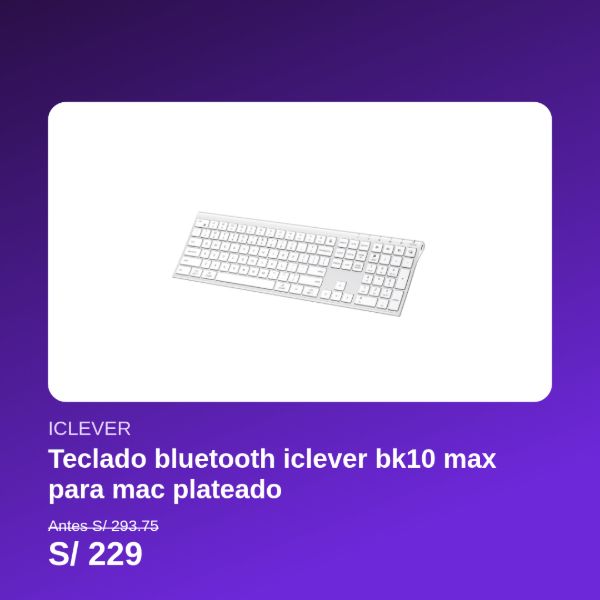 ICLEVER
Teclado bluetooth iclever bk10 max
para mac plateado
Antes S/ 293.75
S/ 229